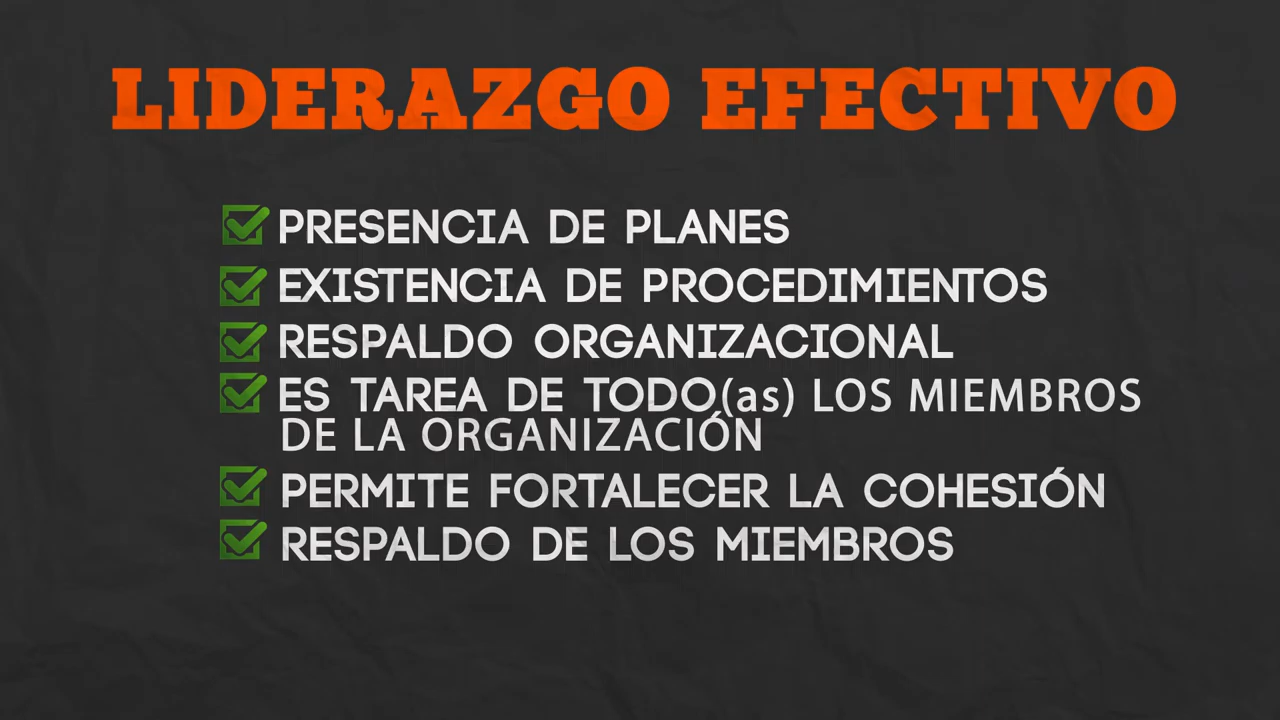 LIDERAZGO EFECTIVO
PRESENCIA DE PLANES
EXISTENCIA DE PROCEDIMIENTOS
RESPALDO ORGANIZACIONAL
ES TAREA DE TODO(as) LOS MIEMBROS
DE LA ORGANIZACIÓN
PERMITE FORTALECER LA COHESIÓN
RESPALDO DE LOS MIEMBROS